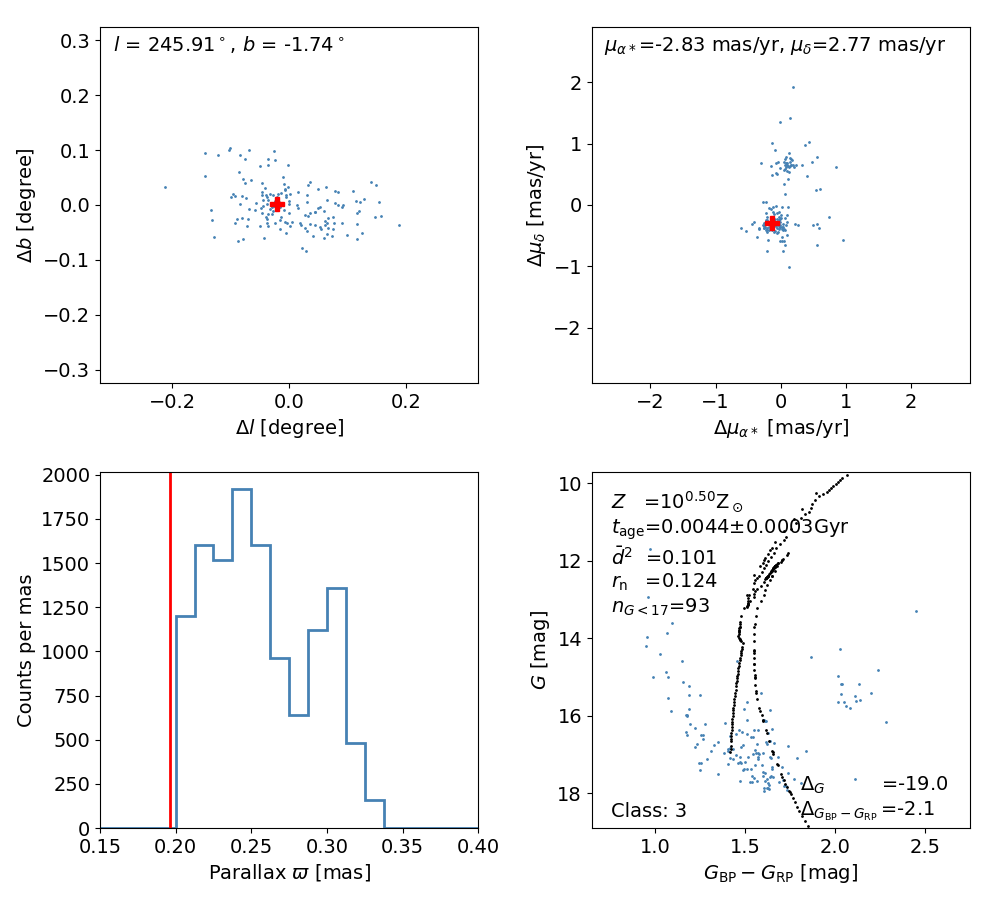 l = 245.91°, b = -1.74°
0.3
0.2
0.1
0.0
−0.1
−0.2
−0.3
−0.2
0.0
0.2
Δb [degree]
Δl [degree]
μα*=-2.83 mas/yr, μδ=2.77 mas/yr
2
1
0
−1
−2
−2
−1
0
1
2
Δμδ [mas/yr]
Δμα* [mas/yr]
2000
1750
1500
1250
1000
750
500
250
0
0.15
0.20
0.25
0.30
0.35
0.40
Counts per mas
Parallax ϖ [mas]
Z =10^0.50 Z⊙
t_age=0.0044±0.0003Gyr
d̄² =0.101
r_n =0.124
n_G<17=93
Δ_G =-19.0
Δ_GBP−GRP =-2.1
Class: 3
10
12
14
16
18
1.0
1.5
2.0
2.5
G [mag]
G_BP − G_RP [mag]